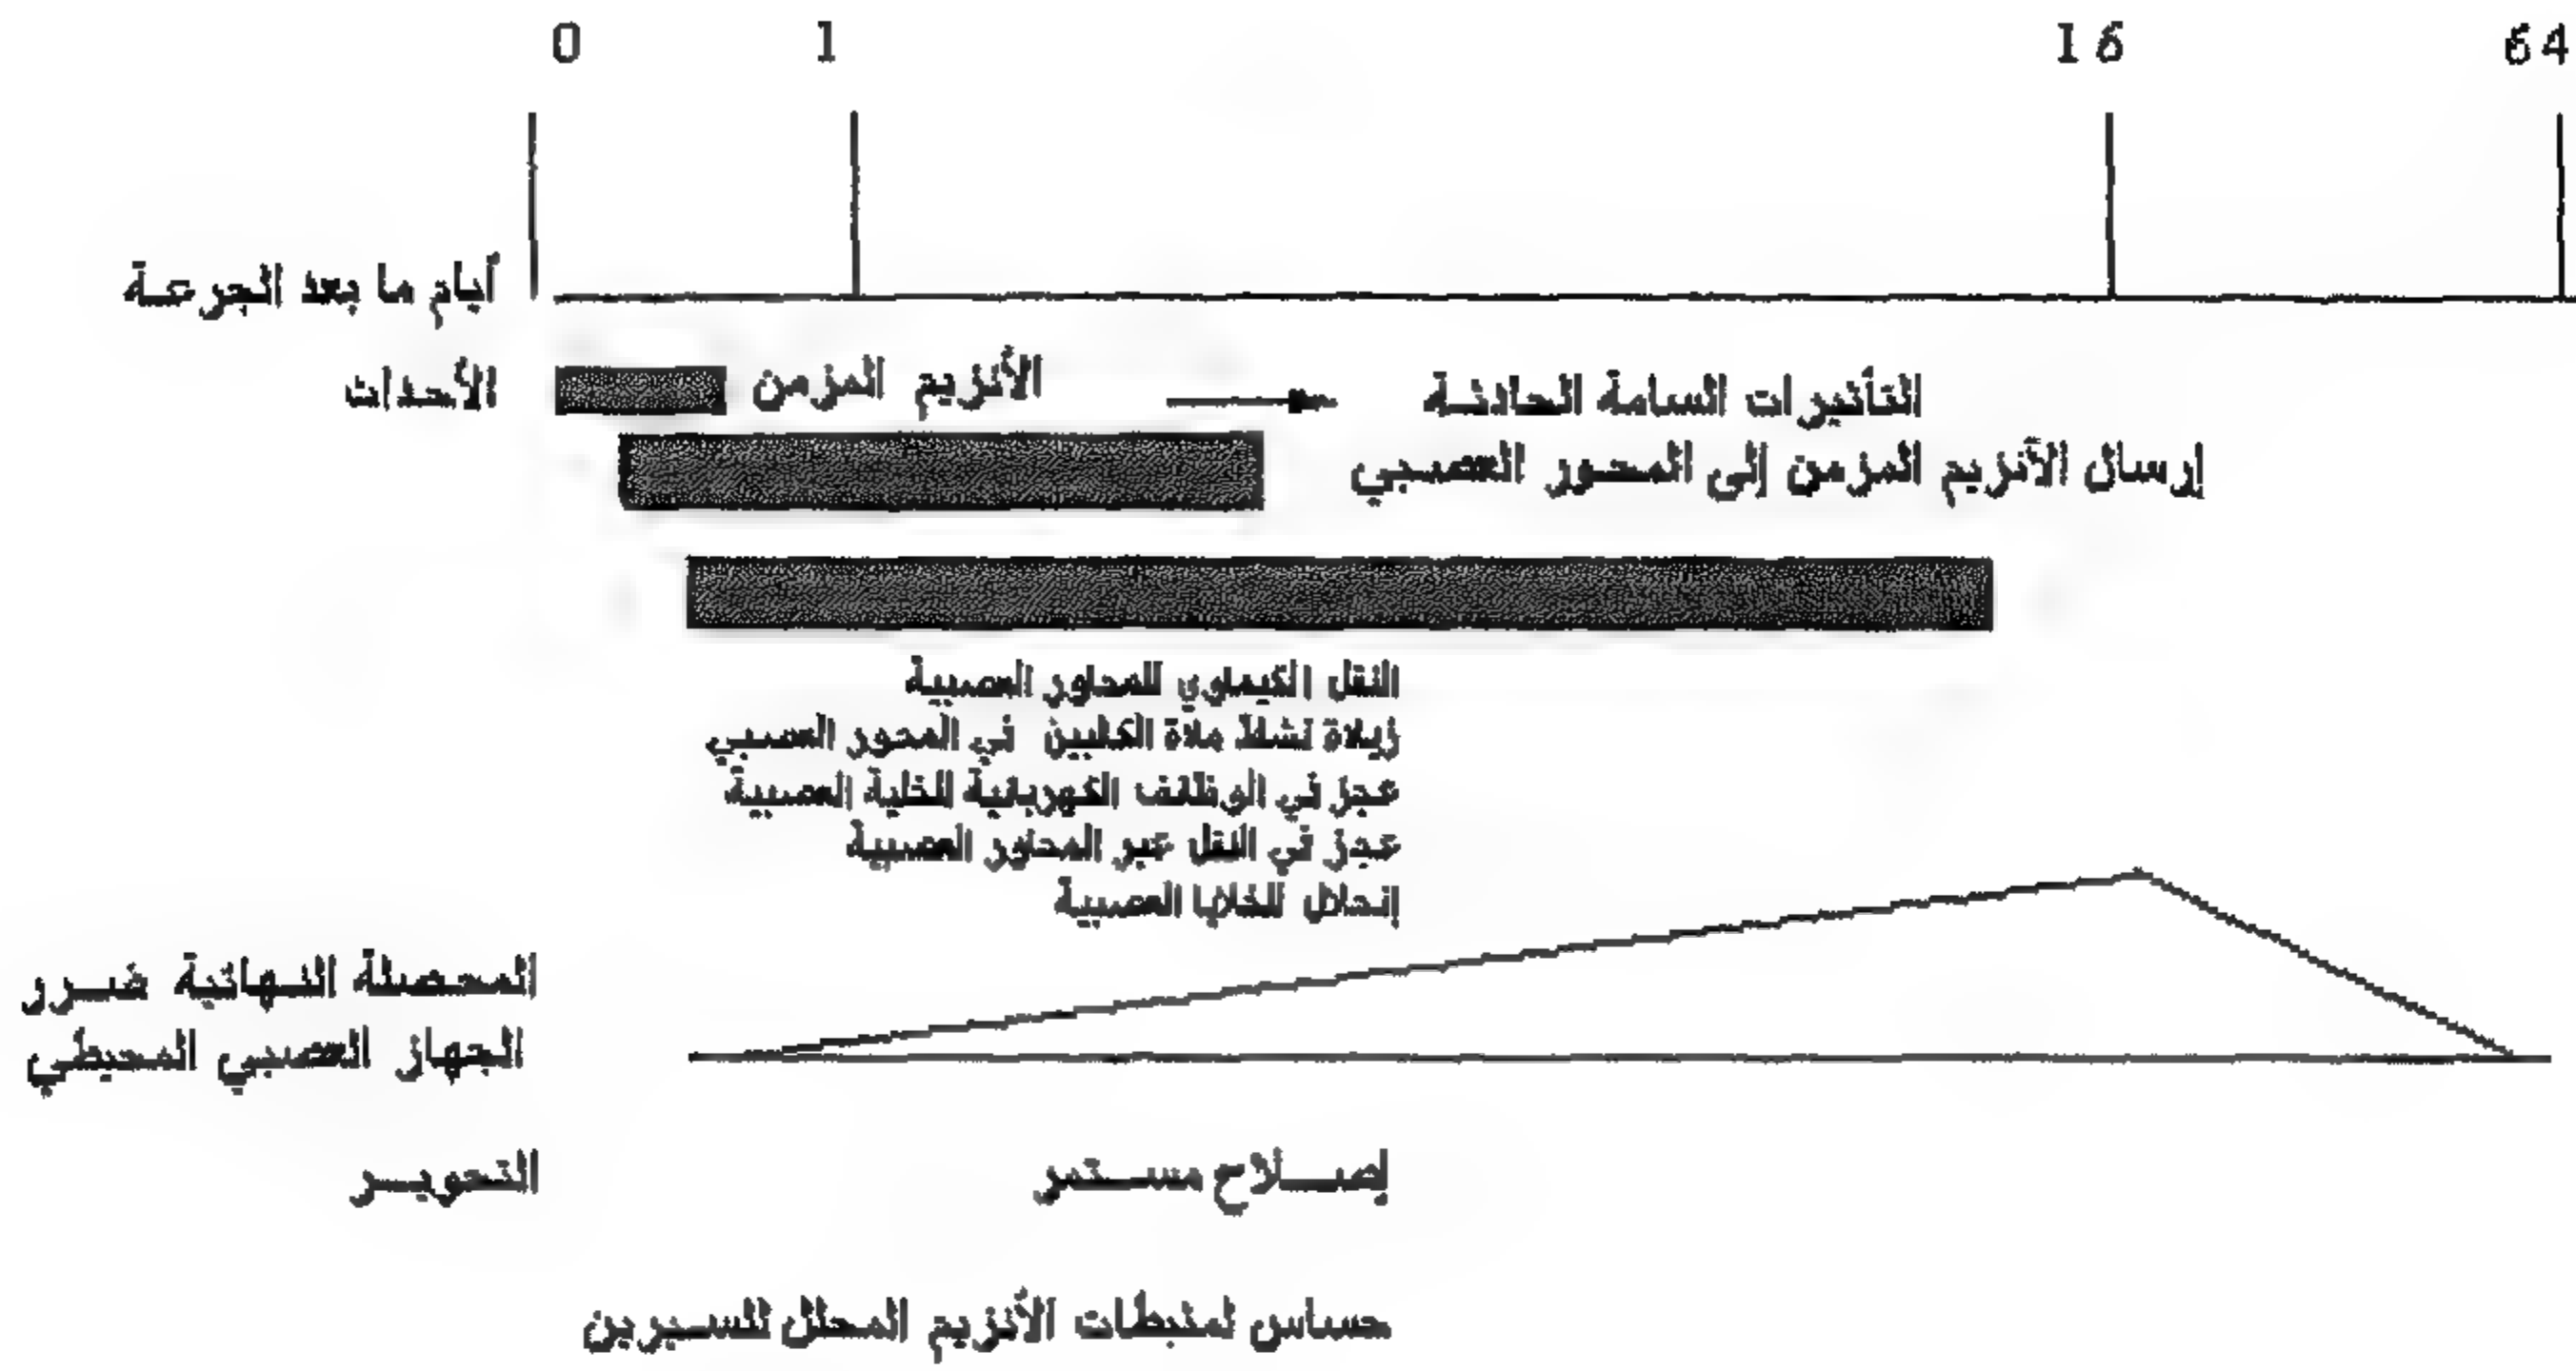 0 1 16 64
أيام ما بعد الجرعة
الأحداث
الأنزيم المزمن
التأثيرات السامة الحادثة
إرسال الأنزيم المزمن إلى المحور العصبي
النقل الكيماوي للمحاور العصبية
زيادة نشاط مادة الكالبين في المحور العصبي
عجز في الوظائف الكهربائية للخلية العصبية
عجز في النقل عبر المحاور العصبية
إنحلال للخلايا العصبية
المحصلة النهائية ضرر
الجهاز العصبي المحيطي
التحوير
إصلاح مستمر
حساس لمثبطات الأنزيم المحلل للسيرين